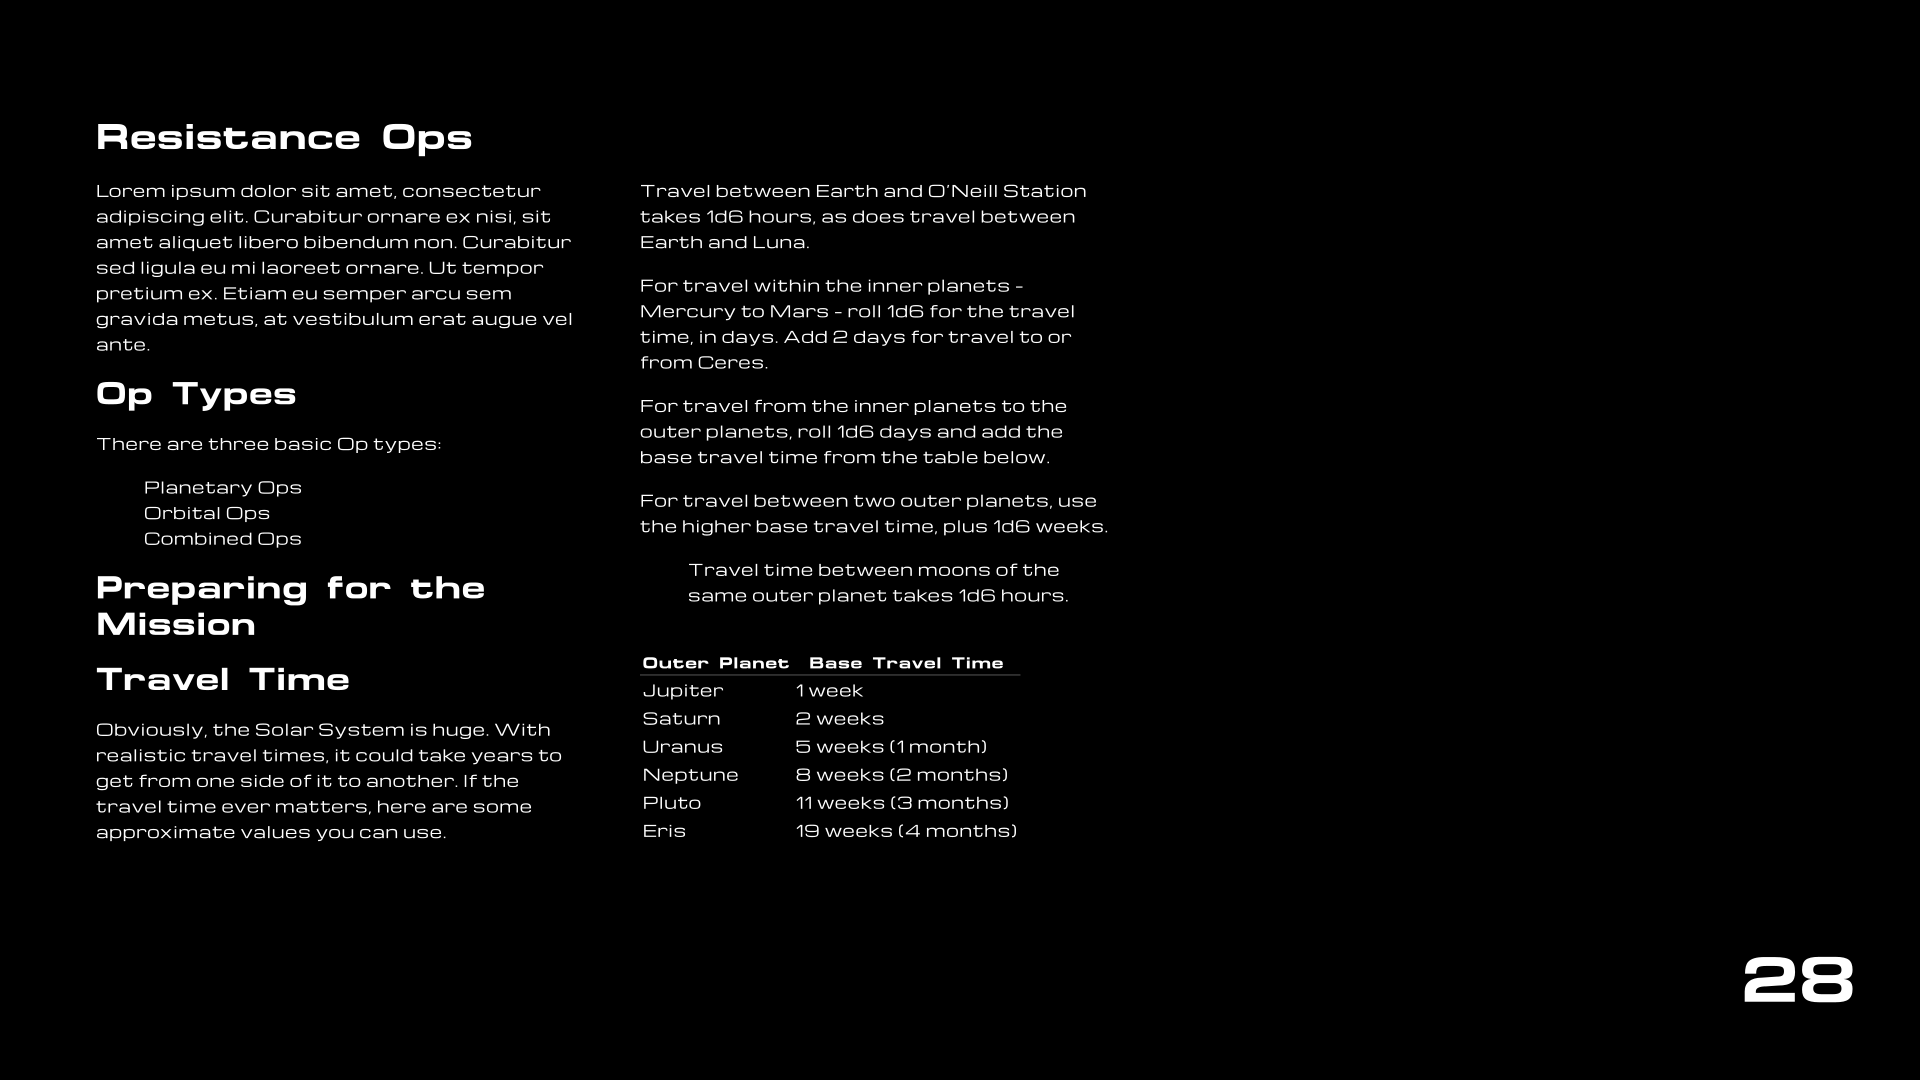 Resistance Ops
Lorem ipsum dolor sit amet, consectetur
adipiscing elit. Curabitur ornare ex nisi, sit
amet aliquet libero bibendum non. Curabitur
sed ligula eu mi laoreet ornare. Ut tempor
pretium ex. Etiam eu semper arcu sem
gravida metus, at vestibulum erat augue vel
ante.
Op Types
There are three basic Op types:
Planetary Ops
Orbital Ops
Combined Ops
Preparing for the
Mission
Travel Time
Obviously, the Solar System is huge. With
realistic travel times, it could take years to
get from one side of it to another. If the
travel time ever matters, here are some
approximate values you can use.
Travel between Earth and O’Neill Station
takes 1d6 hours, as does travel between
Earth and Luna.
For travel within the inner planets -
Mercury to Mars - roll 1d6 for the travel
time, in days. Add 2 days for travel to or
from Ceres.
For travel from the inner planets to the
outer planets, roll 1d6 days and add the
base travel time from the table below.
For travel between two outer planets, use
the higher base travel time, plus 1d6 weeks.
Travel time between moons of the
same outer planet takes 1d6 hours.
Outer Planet Base Travel Time
Jupiter 1 week
Saturn 2 weeks
Uranus 5 weeks (1 month)
Neptune 8 weeks (2 months)
Pluto 11 weeks (3 months)
Eris 19 weeks (4 months)
28